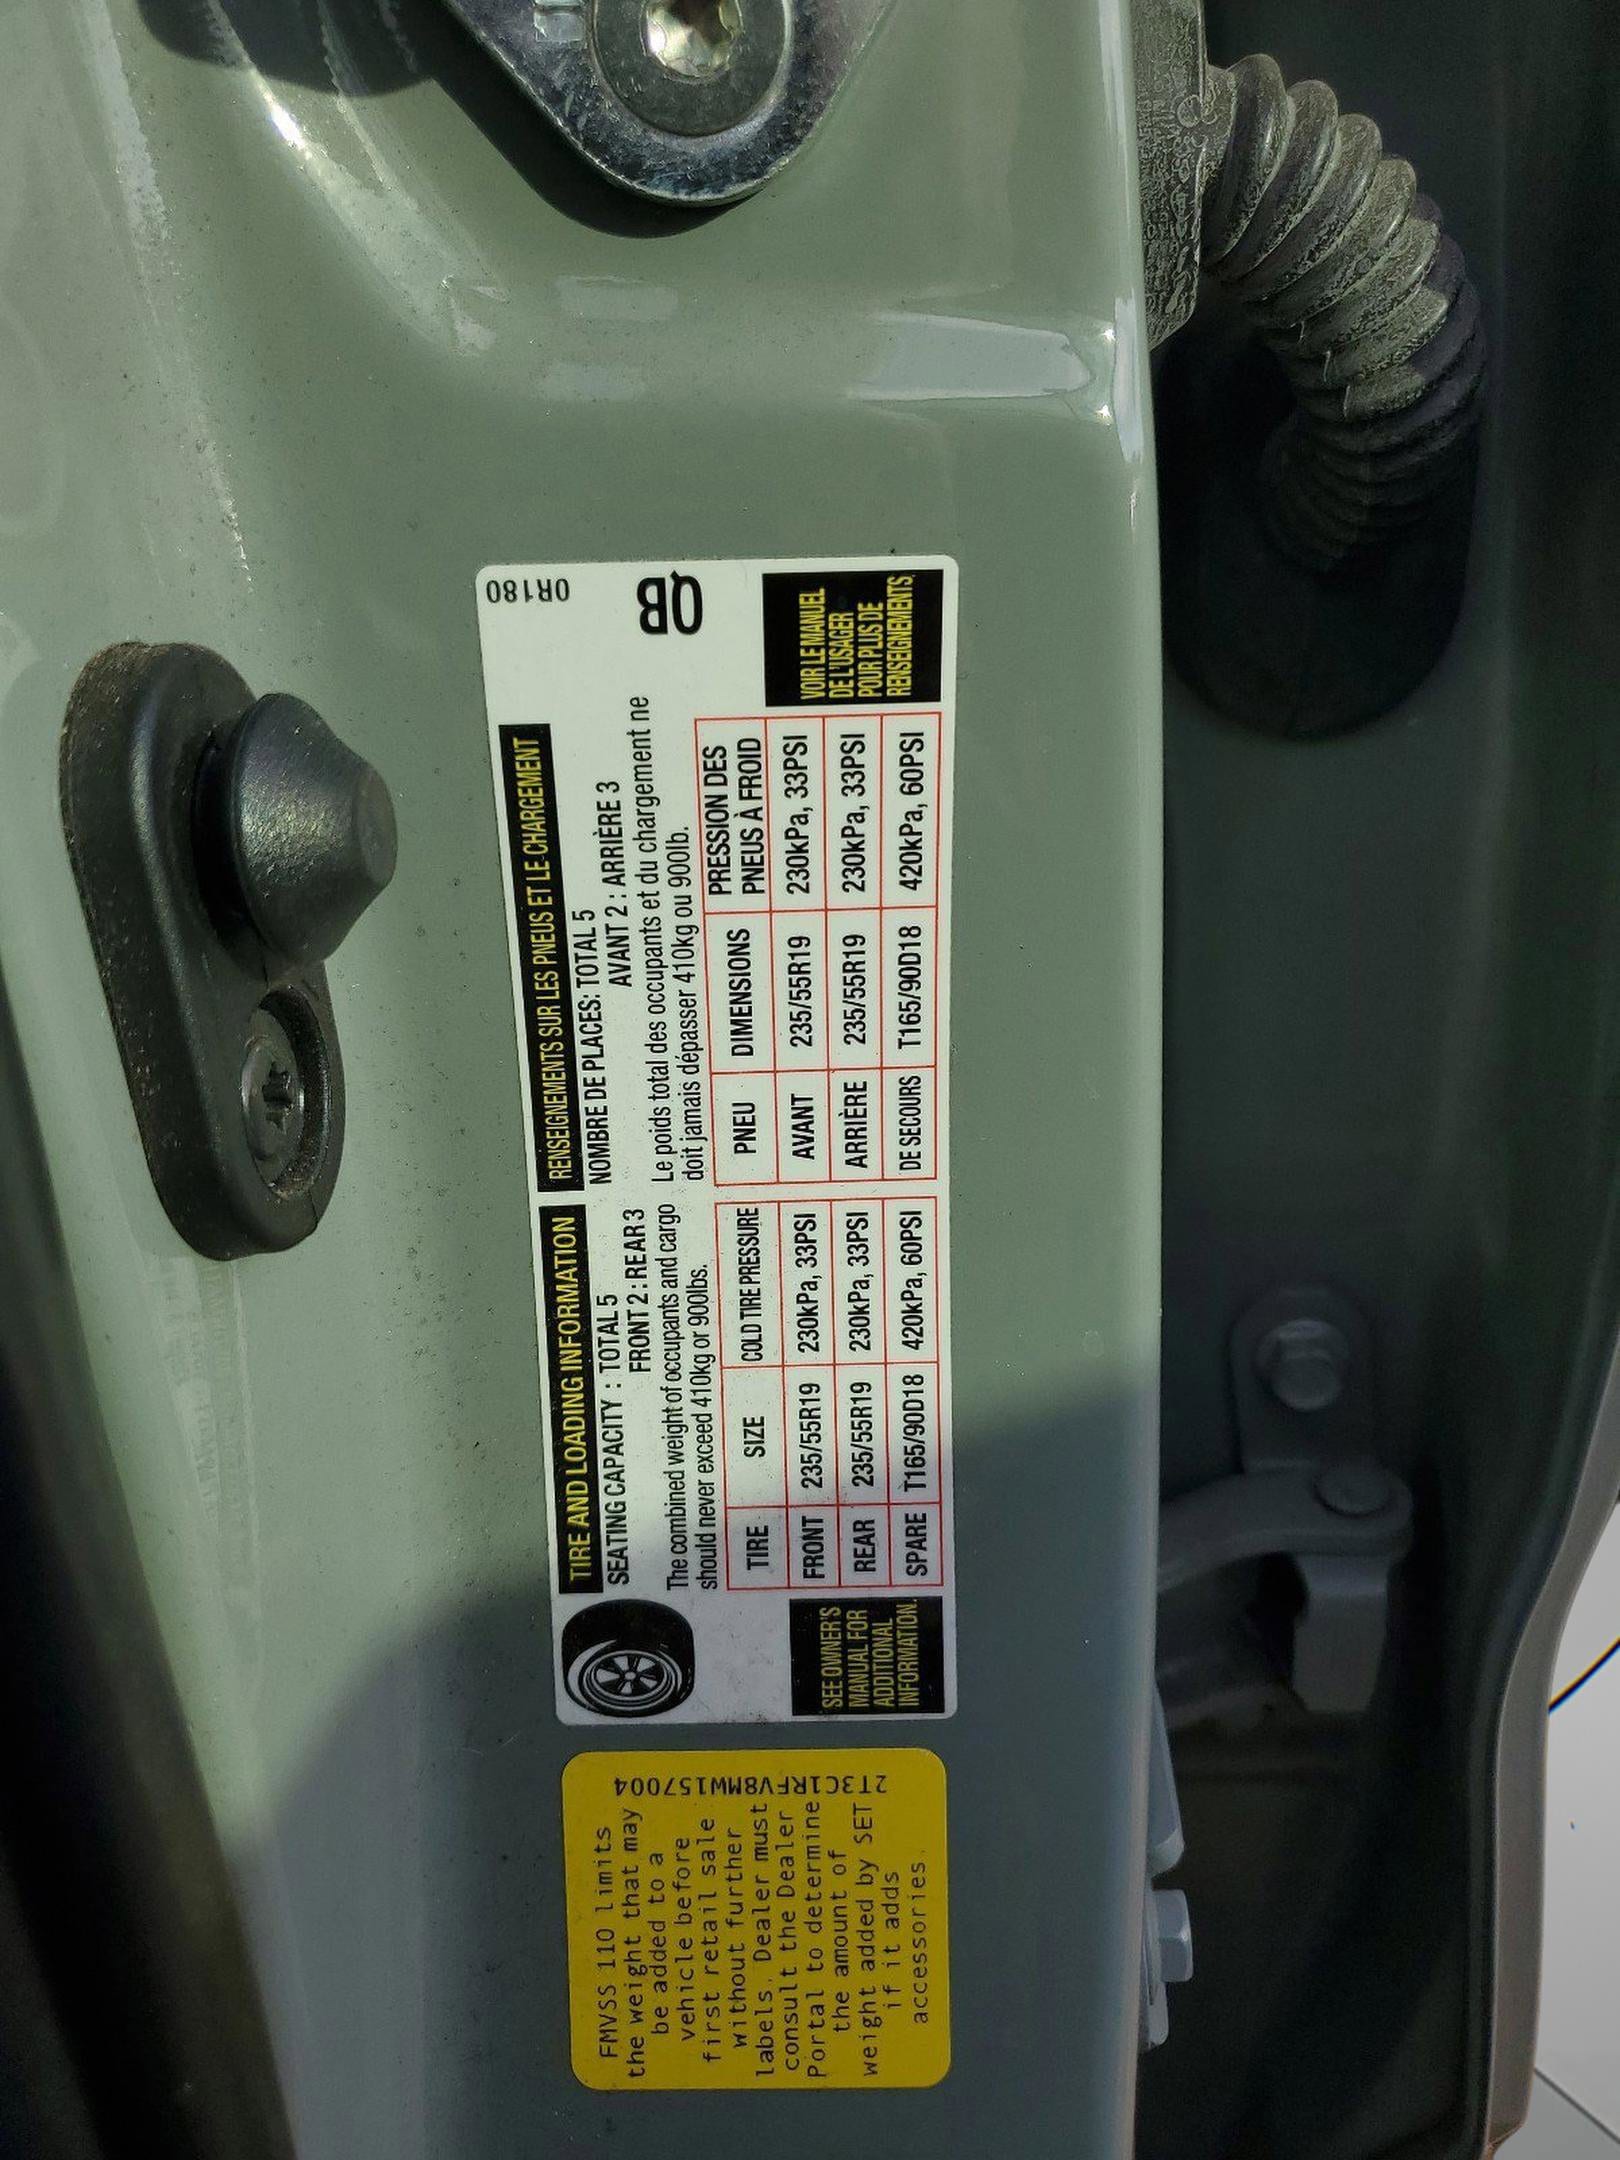 TIRE AND LOADING INFORMATION
SEATING CAPACITY : TOTAL 5
FRONT 2 : REAR 3
The combined weight of occupants and cargo
should never exceed 410kg or 900lbs.
TIRE SIZE COLD TIRE PRESSURE
FRONT 235/55R19 230kPa, 33PSI
REAR 235/55R19 230kPa, 33PSI
SPARE T165/90D18 420kPa, 60PSI
SEE OWNER'S
MANUAL FOR
ADDITIONAL
INFORMATION.
RENSEIGNEMENTS SUR LES PNEUS ET LE CHARGEMENT
NOMBRE DE PLACES: TOTAL 5
AVANT 2 : ARRIÈRE 3
Le poids total des occupants et du chargement ne
doit jamais dépasser 410kg ou 900lb.
PNEU DIMENSIONS PRESSION DES
PNEUS À FROID
AVANT 235/55R19 230kPa, 33PSI
ARRIÈRE 235/55R19 230kPa, 33PSI
DE SECOURS T165/90D18 420kPa, 60PSI
VOIR LE MANUEL
DE L'USAGER
POUR PLUS DE
RENSEIGNEMENTS
0R180
QB
FMVSS 110 limits
the weight that may
be added to a
vehicle before
first retail sale
without further
labels. Dealer must
consult the Dealer
Portal to determine
the amount of
weight added by SET
if it adds
accessories.
2T3C1RFV8MW157004